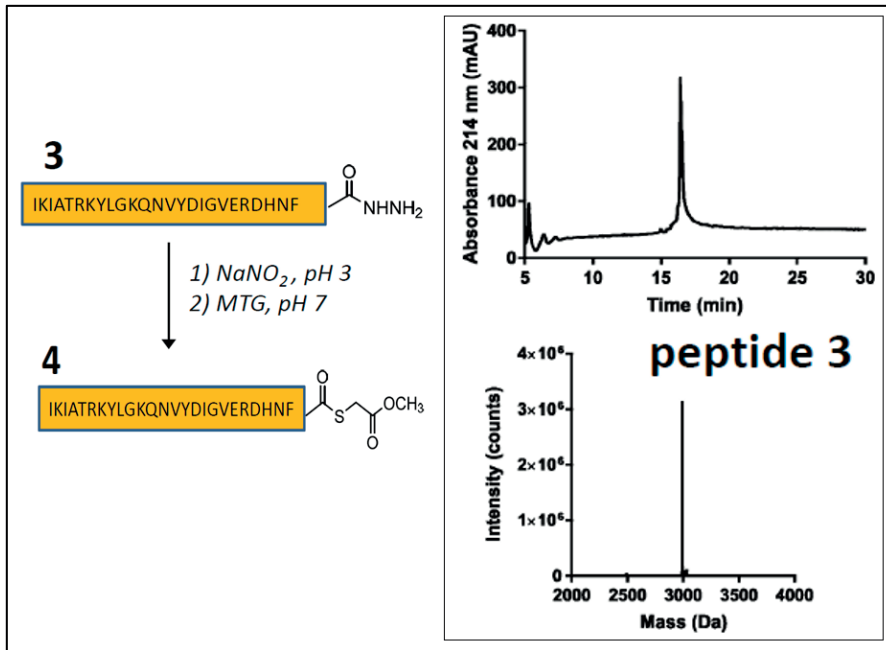 3
IKIATRKYLGKQNVYDIGVERDHNF
O
NHNH2
1) NaNO2, pH 3
2) MTG, pH 7
4
IKIATRKYLGKQNVYDIGVERDHNF
O
S
O
OCH3
Absorbance 214 nm (mAU)
400
300
200
100
0
5 10 15 20 25 30
Time (min)
peptide 3
Intensity (counts)
4×10⁶
3×10⁶
2×10⁶
1×10⁶
0
2000 2500 3000 3500 4000
Mass (Da)